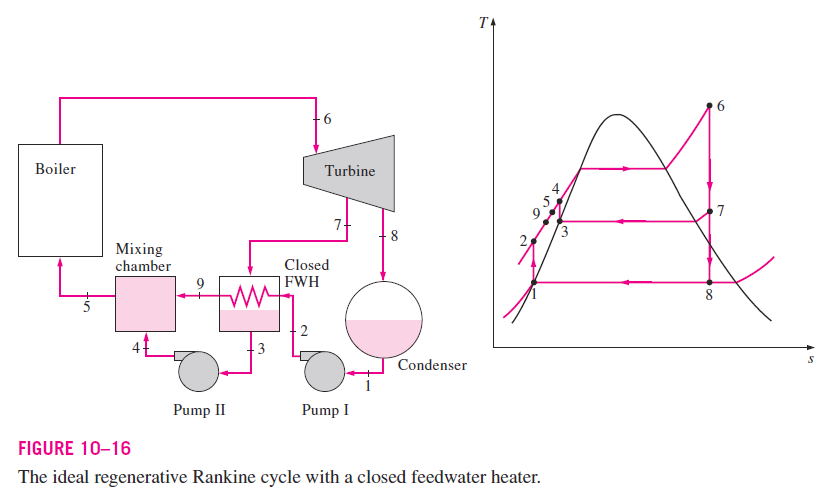 Boiler
6
Turbine
7
8
Mixing
chamber
9
Closed
FWH
5
2
4
3
1
Condenser
Pump II
Pump I
T
6
4
5
9
7
3
2
1
8
s
FIGURE 10–16
The ideal regenerative Rankine cycle with a closed feedwater heater.